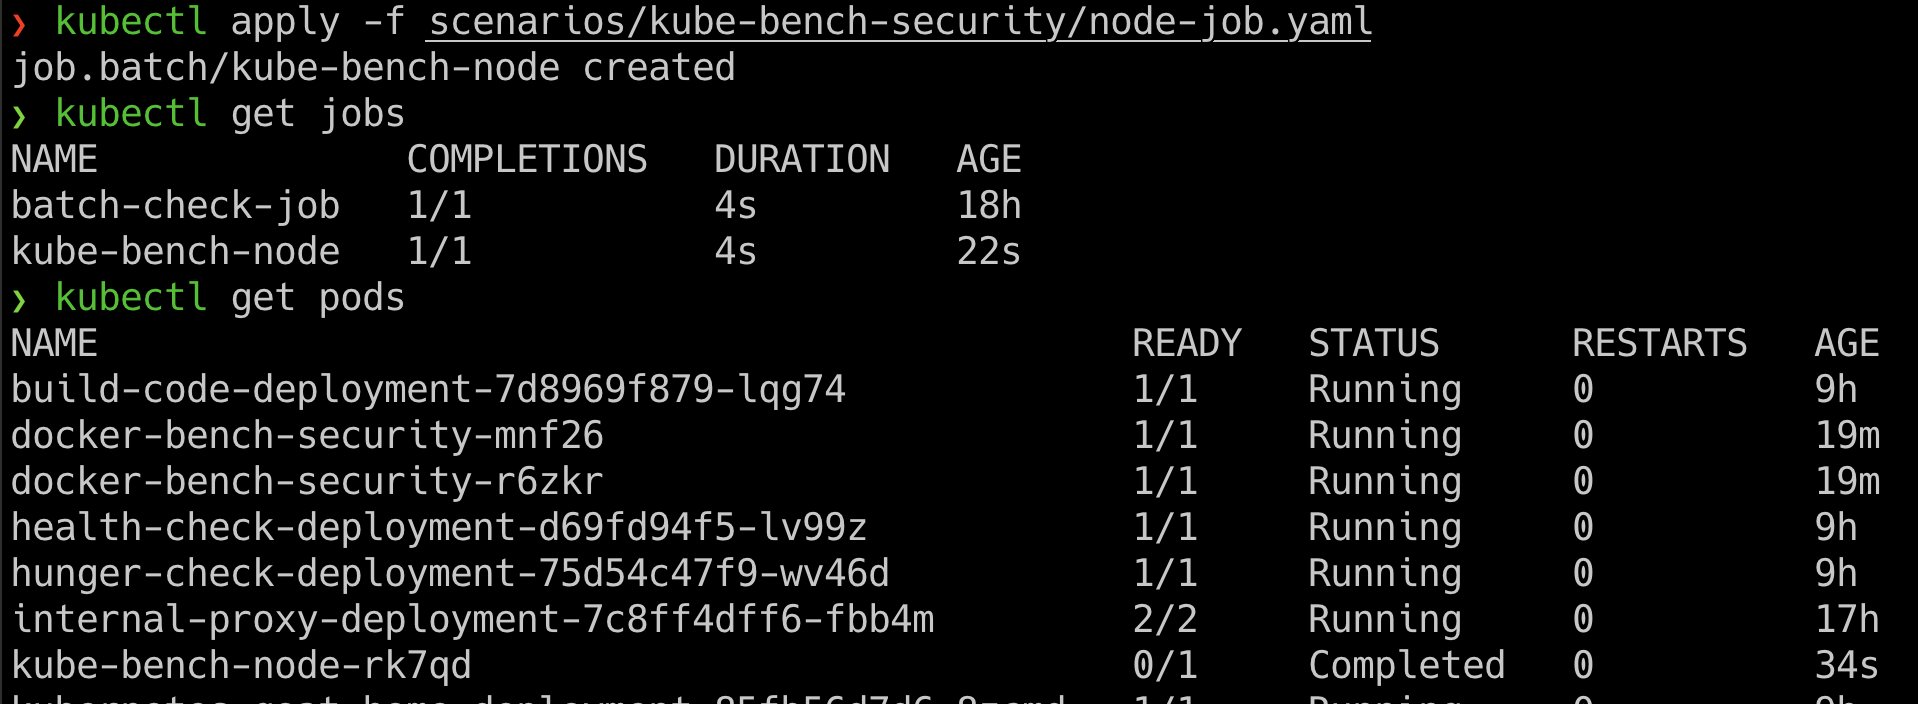 ❯ kubectl apply -f scenarios/kube-bench-security/node-job.yaml
job.batch/kube-bench-node created
❯ kubectl get jobs
NAME COMPLETIONS DURATION AGE
batch-check-job 1/1 4s 18h
kube-bench-node 1/1 4s 22s
❯ kubectl get pods
NAME READY STATUS RESTARTS AGE
build-code-deployment-7d8969f879-lqg74 1/1 Running 0 9h
docker-bench-security-mnf26 1/1 Running 0 19m
docker-bench-security-r6zkr 1/1 Running 0 19m
health-check-deployment-d69fd94f5-lv99z 1/1 Running 0 9h
hunger-check-deployment-75d54c47f9-wv46d 1/1 Running 0 9h
internal-proxy-deployment-7c8ff4dff6-fbb4m 2/2 Running 0 17h
kube-bench-node-rk7qd 0/1 Completed 0 34s
1/1 Running 0 9h